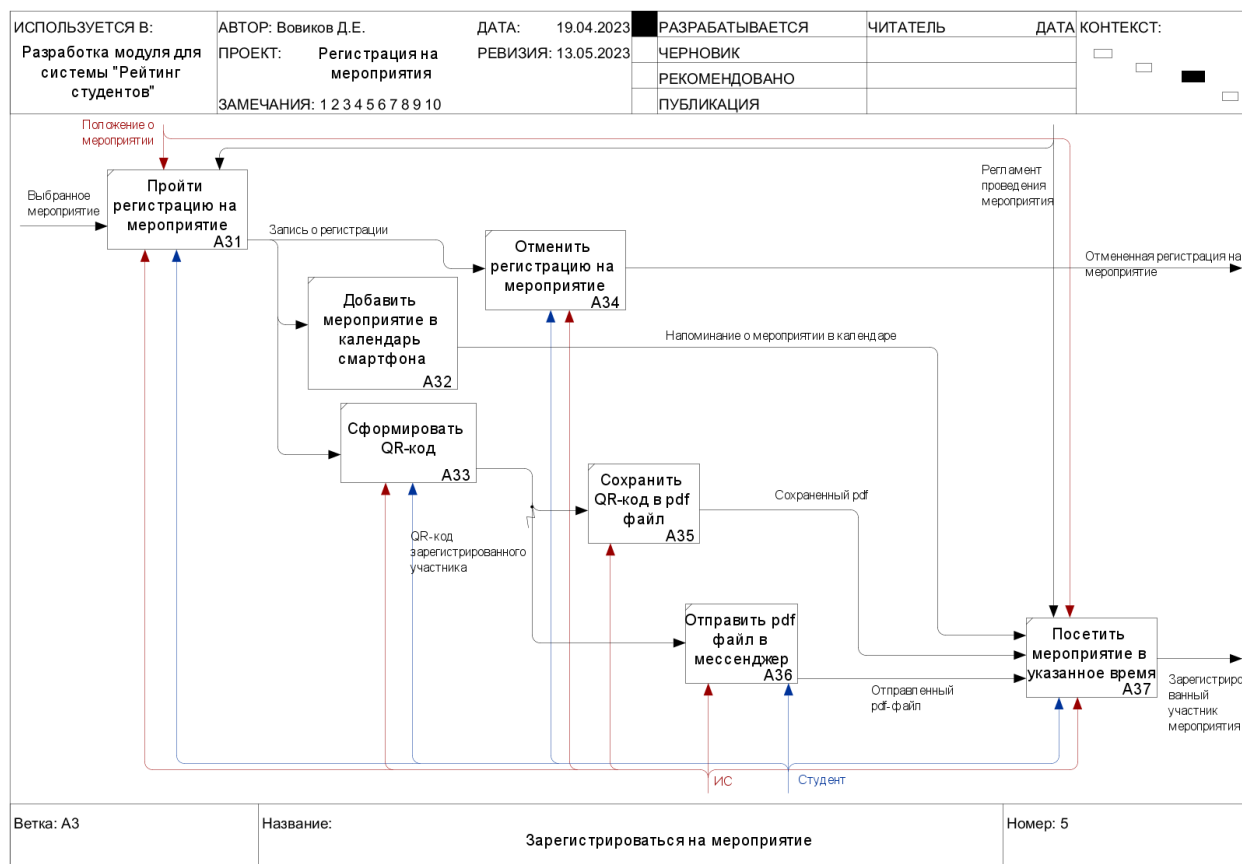 ИСПОЛЬЗУЕТСЯ В:
Разработка модуля для
системы "Рейтинг
студентов"
АВТОР: Вовиков Д.Е.
ДАТА: 19.04.2023
ПРОЕКТ: Регистрация на
мероприятия
РЕВИЗИЯ: 13.05.2023
ЗАМЕЧАНИЯ: 1 2 3 4 5 6 7 8 9 10
РАЗРАБАТЫВАЕТСЯ
ЧЕРНОВИК
РЕКОМЕНДОВАНО
ПУБЛИКАЦИЯ
ЧИТАТЕЛЬ
ДАТА
КОНТЕКСТ:
Положение о
мероприятии
Выбранное
мероприятие
Пройти
регистрацию на
мероприятие
A31
Регламент
проведения
мероприятия
Запись о регистрации
Отменить
регистрацию на
мероприятие
A34
Отмененная регистрация на
мероприятие
Добавить
мероприятие в
календарь
смартфона
A32
Напоминание о мероприятии в календаре
Сформировать
QR-код
A33
QR-код
зарегистрированного
участника
Сохранить
QR-код в pdf
файл
A35
Сохраненный pdf
Отправить pdf
файл в
мессенджер
A36
Отправленный
pdf-файл
Посетить
мероприятие в
указанное время
A37
Зарегистриро
ванный
участник
мероприятия
ИС
Студент
Ветка: A3
Название:
Зарегистрироваться на мероприятие
Номер: 5